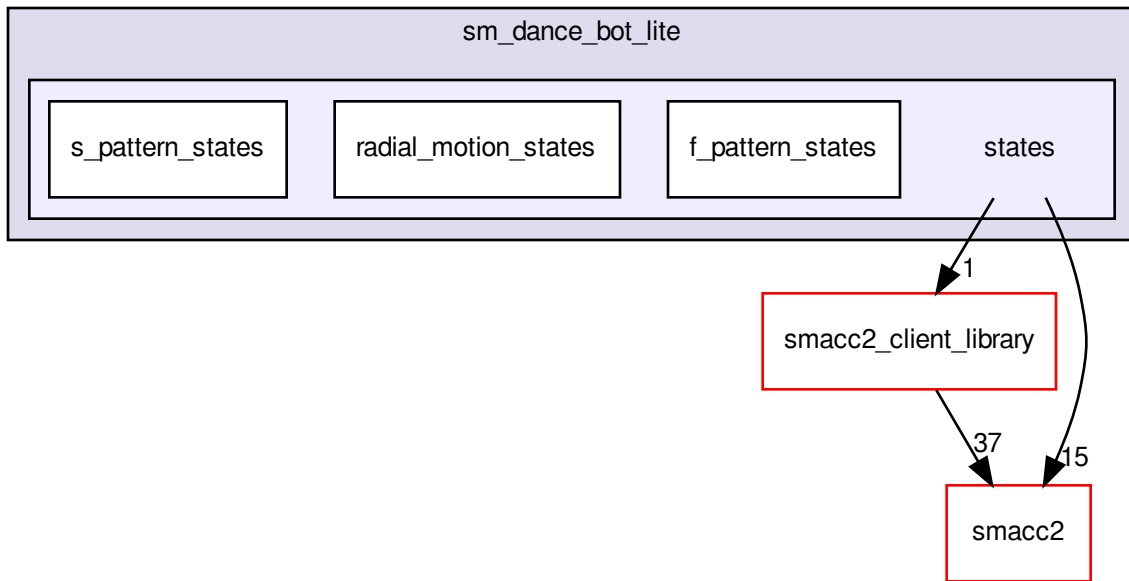 sm_dance_bot_lite
s_pattern_states
radial_motion_states
f_pattern_states
states
1
smacc2_client_library
37
15
smacc2